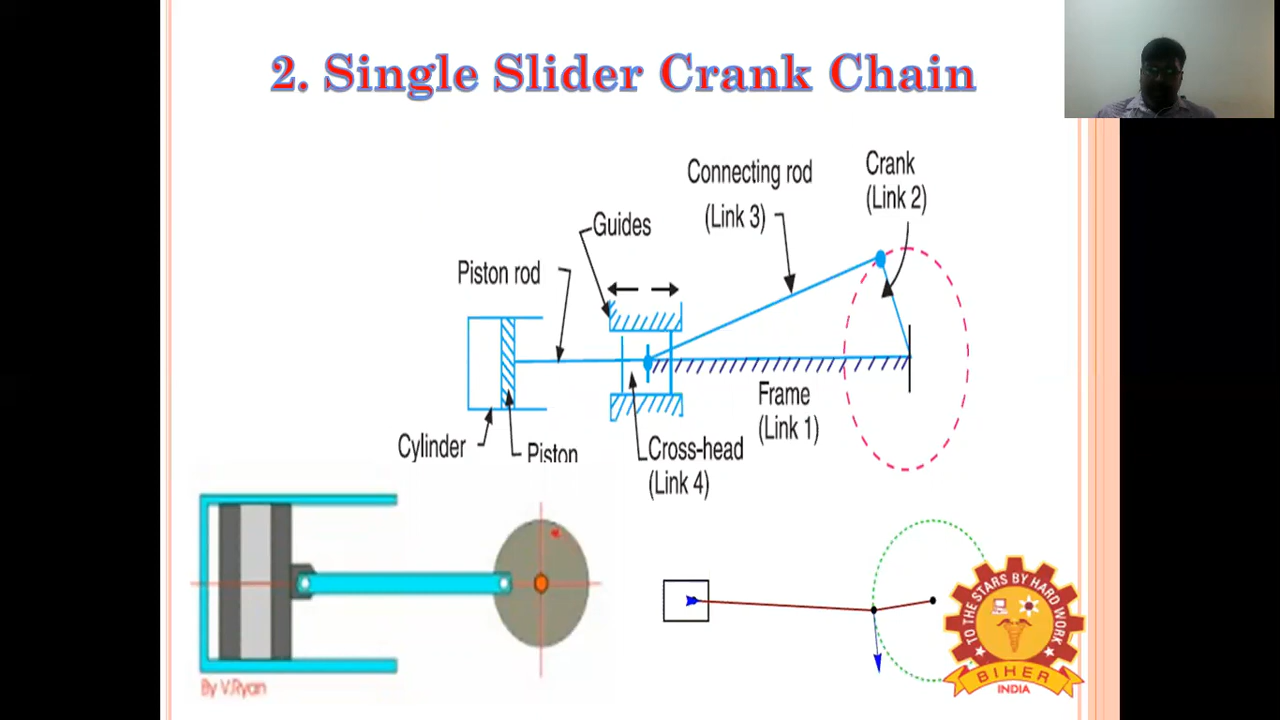 2. Single Slider Crank Chain
Connecting rod
(Link 3)
Crank
(Link 2)
Guides
Piston rod
Frame
(Link 1)
Cylinder
Piston
Cross-head
(Link 4)
By V.Ryan
TO THE STARS BY HARD WORK
BIHER
INDIA